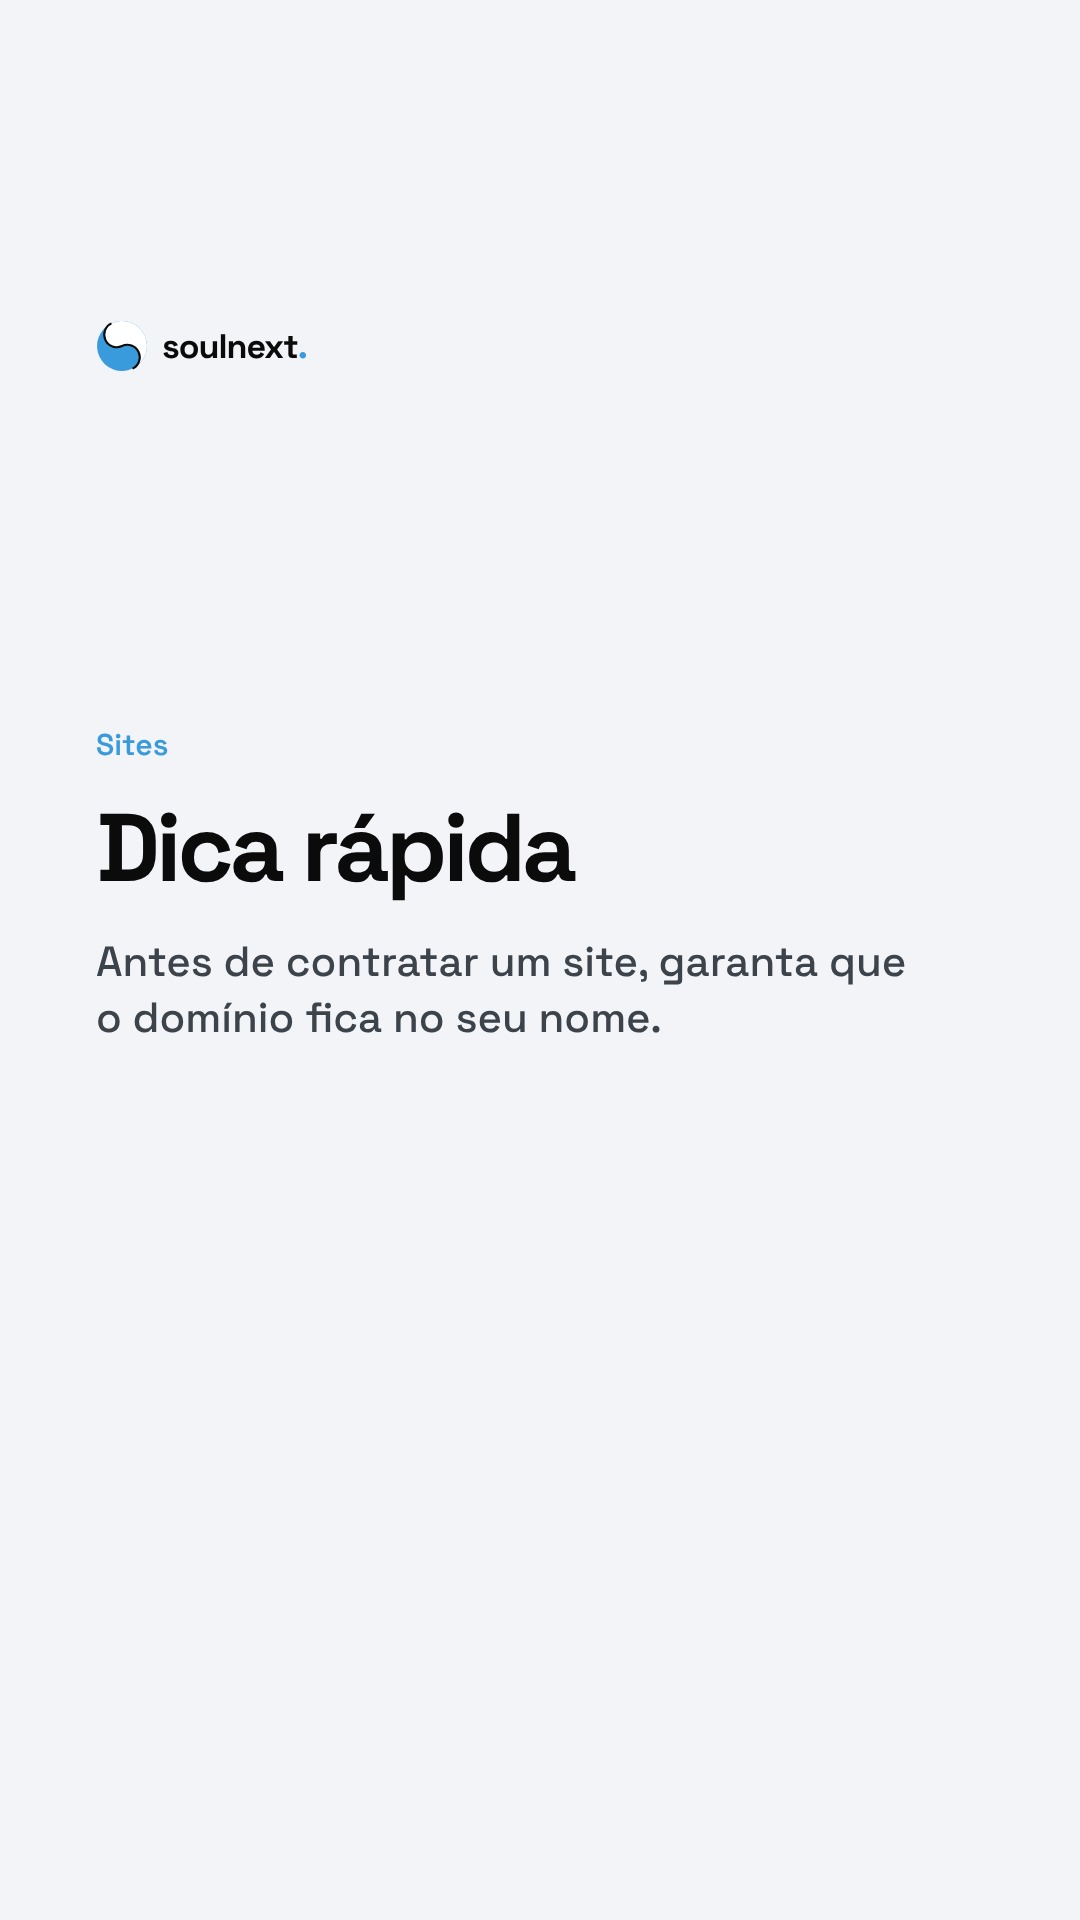 soulnext.
Sites
Dica rápida
Antes de contratar um site, garanta que
o domínio fica no seu nome.